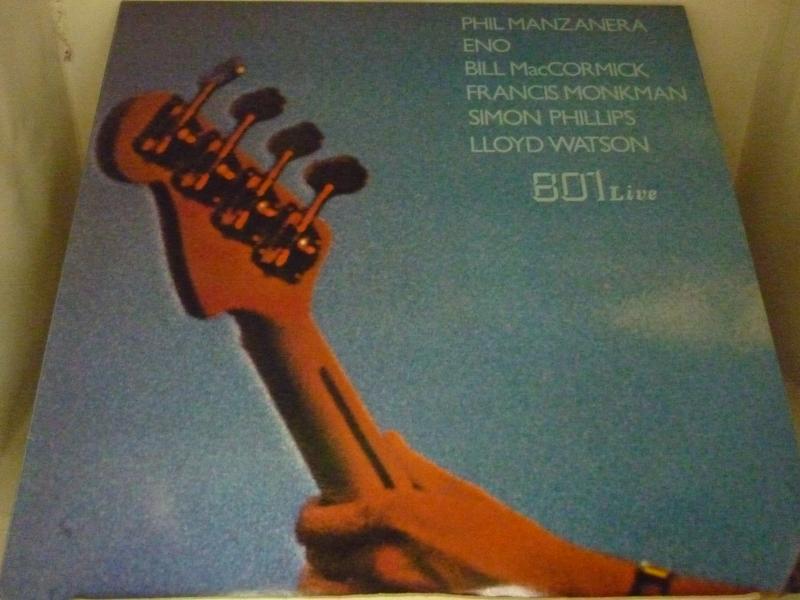 PHIL MANZANERA
ENO
BILL MacCORMICK
FRANCIS MONKMAN
SIMON PHILLIPS
LLOYD WATSON
801 Live